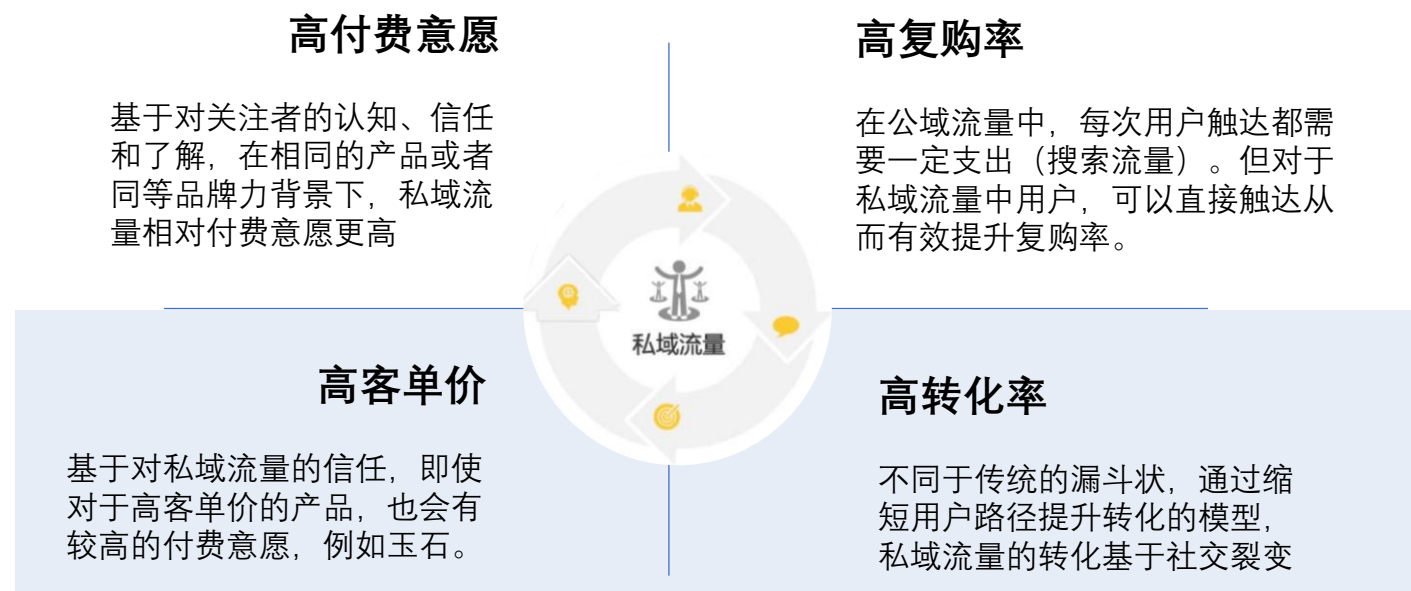 高付费意愿
基于对关注者的认知、信任
和了解，在相同的产品或者
同等品牌力背景下，私域流
量相对付费意愿更高
高复购率
在公域流量中，每次用户触达都需
要一定支出（搜索流量）。但对于
私域流量中用户，可以直接触达从
而有效提升复购率。
私域流量
高客单价
基于对私域流量的信任，即使
对于高客单价的产品，也会有
较高的付费意愿，例如玉石。
高转化率
不同于传统的漏斗状，通过缩
短用户路径提升转化的模型，
私域流量的转化基于社交裂变